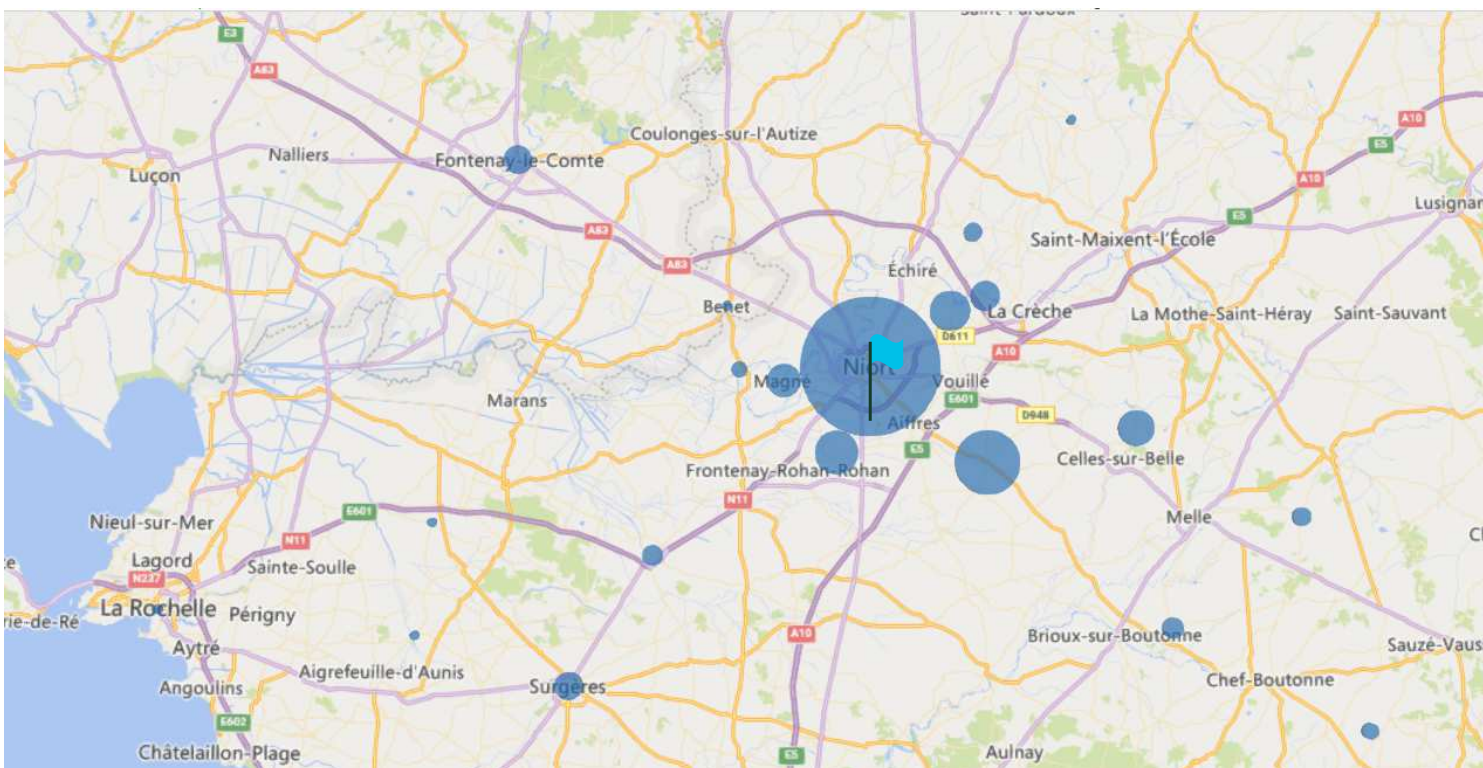 E3
A83
A10
Coulonges-sur-l'Autize
E5
Nalliers
Fontenay-le-Comte
Luçon
A10
Lusignan
E5
A83
Saint-Maixent-l'École
A83
Échiré
Benet
La Crèche
La Mothe-Saint-Héray
Saint-Sauvant
D611
A10
Niort
Magné
Vouillé
Marans
E601
D948
Aiffres
E5
Celles-sur-Belle
Frontenay-Rohan-Rohan
N11
E601
Melle
Nieul-sur-Mer
N11
Lagord
Sainte-Soulle
N237
La Rochelle
Périgny
rie-de-Ré
A10
Brioux-sur-Boutonne
Aytré
Sauzé-Vaus
Aigrefeuille-d'Aunis
Chef-Boutonne
Angoulins
Surgères
E602
Châtelaillon-Plage
E5
Aulnay